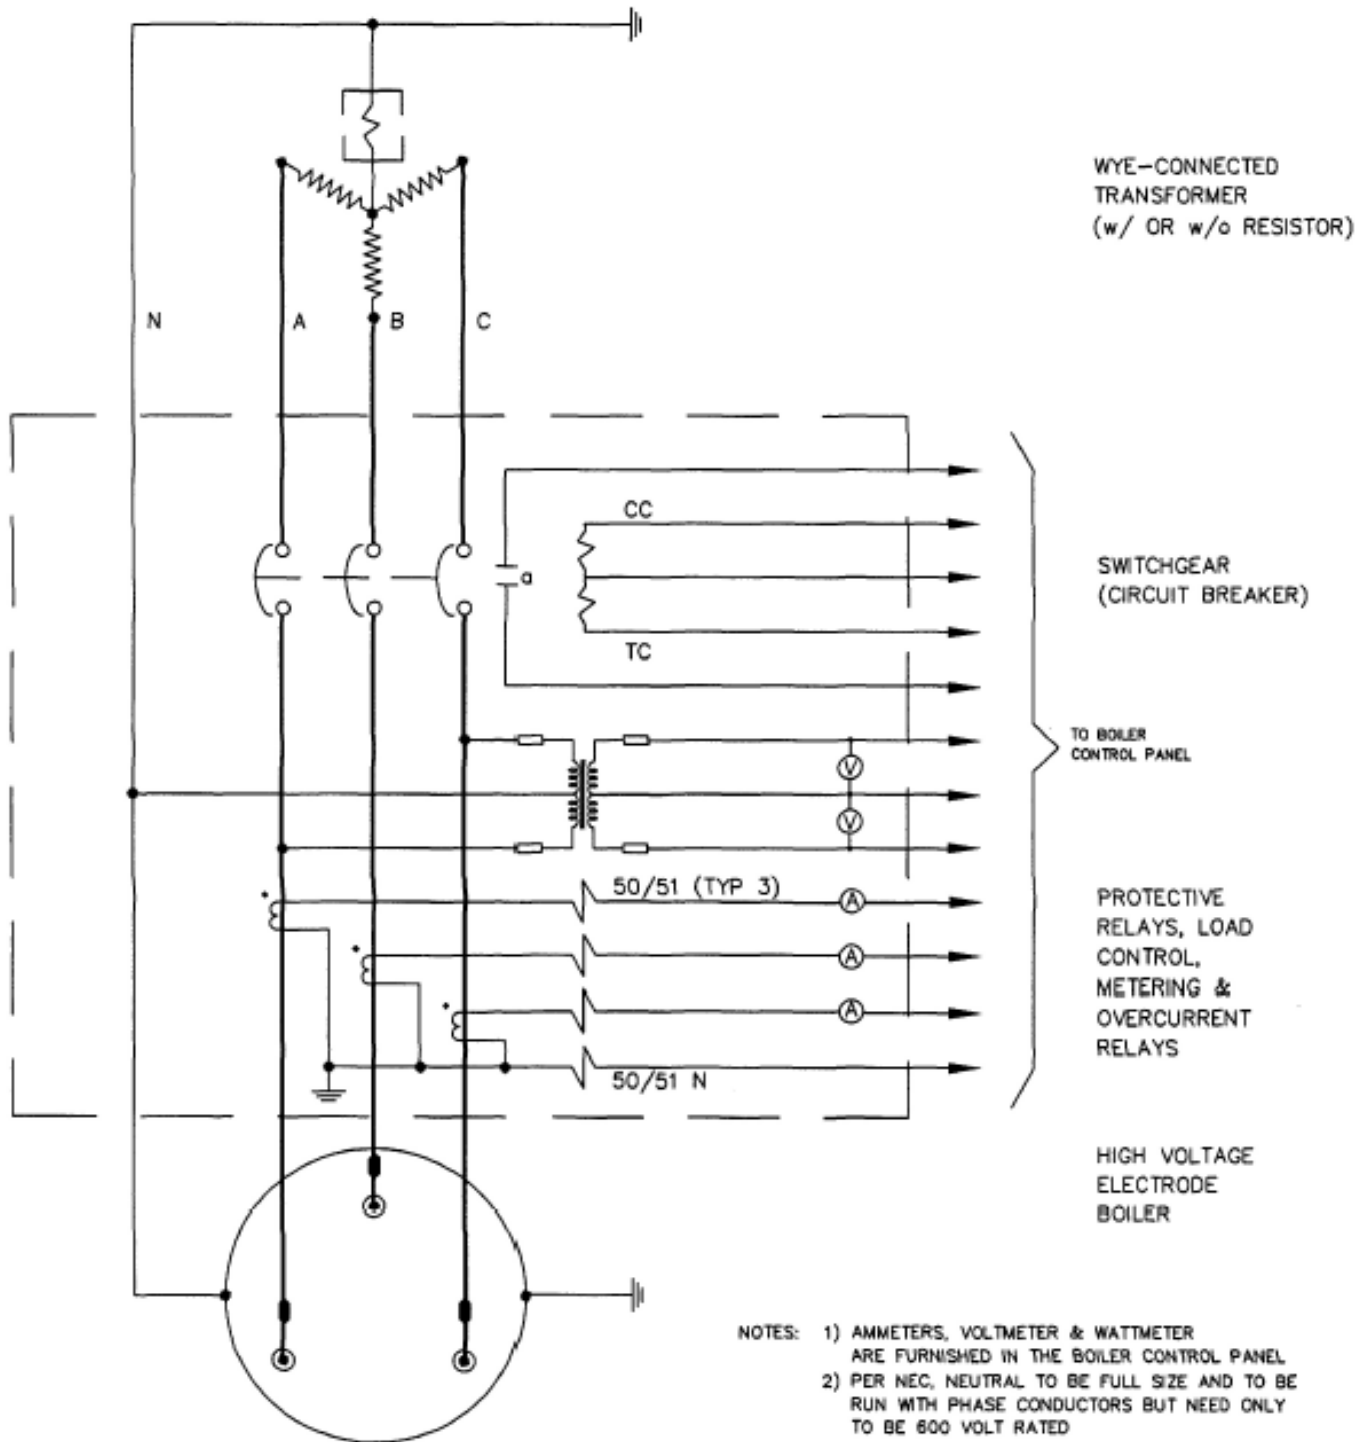 WYE-CONNECTED
TRANSFORMER
(w/ OR w/o RESISTOR)
N
A
B
C
CC
a
TC
SWITCHGEAR
(CIRCUIT BREAKER)
TO BOILER
CONTROL PANEL
V
V
50/51 (TYP 3)
A
A
A
50/51 N
PROTECTIVE
RELAYS, LOAD
CONTROL,
METERING &
OVERCURRENT
RELAYS
HIGH VOLTAGE
ELECTRODE
BOILER
NOTES: 1) AMMETERS, VOLTMETER & WATTMETER
ARE FURNISHED IN THE BOILER CONTROL PANEL
2) PER NEC, NEUTRAL TO BE FULL SIZE AND TO BE
RUN WITH PHASE CONDUCTORS BUT NEED ONLY
TO BE 600 VOLT RATED